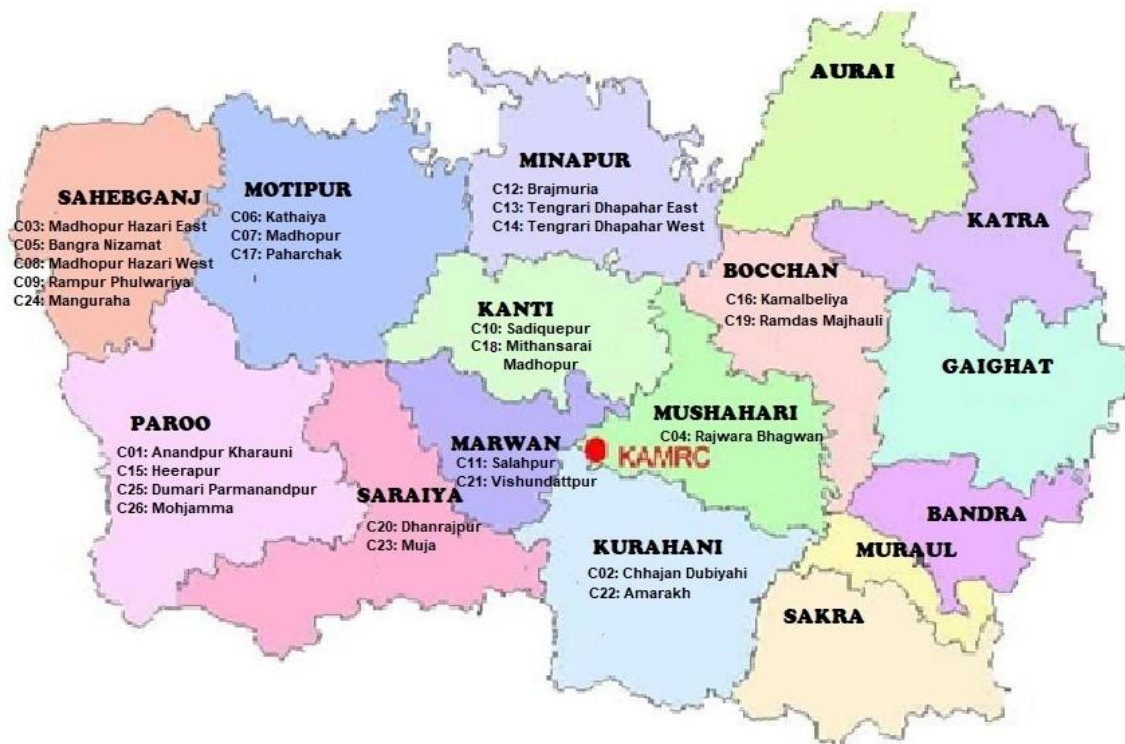 AURAI
MINAPUR
C12: Brajmuria
C13: Tengrari Dhapahar East
C14: Tengrari Dhapahar West
SAHEBGANJ
C03: Madhopur Hazari East
C05: Bangra Nizamat
C08: Madhopur Hazari West
C09: Rampur Phulwariya
C24: Manguraha
MOTIPUR
C06: Kathaiya
C07: Madhopur
C17: Paharchak
KATRA
BOCCHAN
C16: Kamalbeliya
C19: Ramdas Majhauli
KANTI
C10: Sadiquepur
C18: Mithansarai
Madhopur
GAIGHAT
PAROO
C01: Anandpur Kharauni
C15: Heerapur
C25: Dumari Parmanandpur
C26: Mohjamma
MARWAN
C11: Salahpur
C21: Vishundattpur
MUSHAHARI
C04: Rajwara Bhagwan
KAMRC
SARAIYA
C20: Dhanrajpur
C23: Muja
KURAHANI
C02: Chhajan Dubiyahi
C22: Amarakh
BANDRA
MURAUL
SAKRA